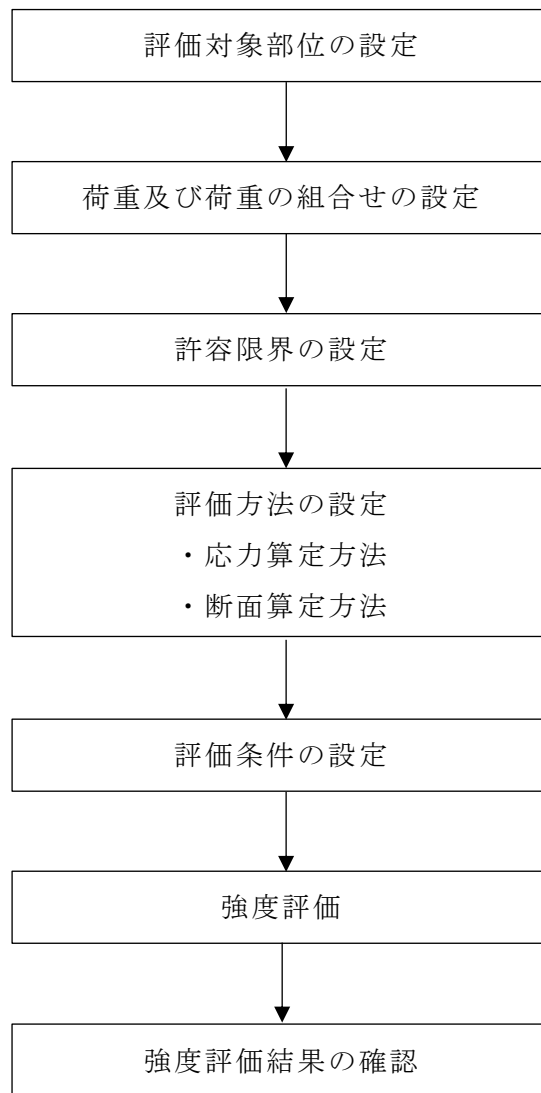 評価対象部位の設定
荷重及び荷重の組合せの設定
許容限界の設定
評価方法の設定
・応力算定方法
・断面算定方法
評価条件の設定
強度評価
強度評価結果の確認